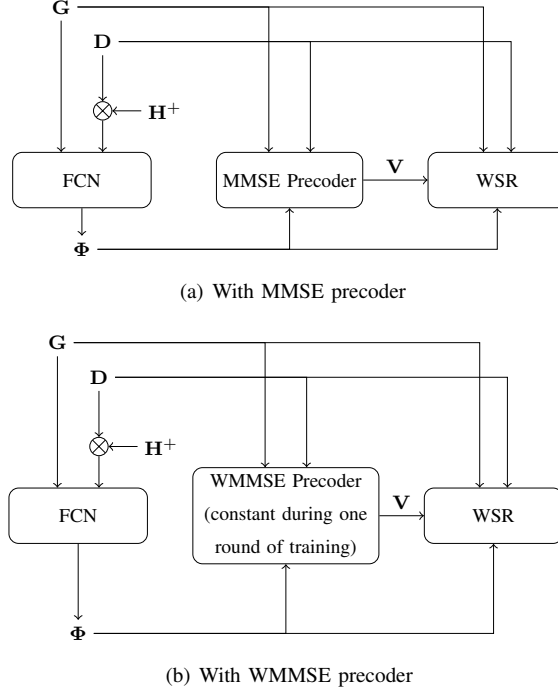 G
D
H⁺
FCN
MMSE Precoder
V
WSR
Φ
(a) With MMSE precoder
G
D
H⁺
FCN
WMMSE Precoder
(constant during one
round of training)
V
WSR
Φ
(b) With WMMSE precoder